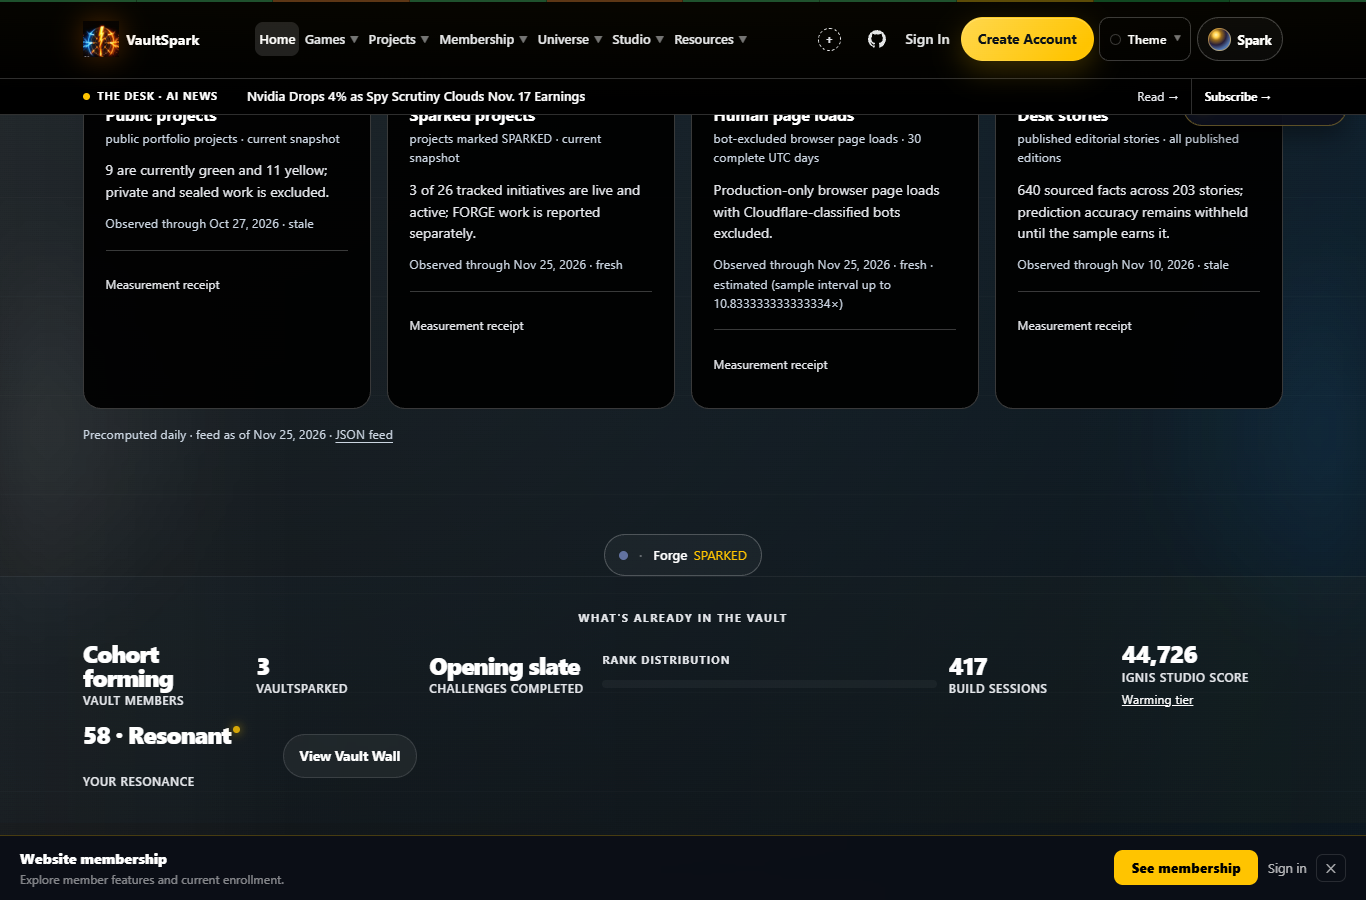 VaultSpark
Home
Games
Projects
Membership
Universe
Studio
Resources
Sign In
Create Account
Theme
Spark
THE DESK · AI NEWS
Nvidia Drops 4% as Spy Scrutiny Clouds Nov. 17 Earnings
Read →
Subscribe →
Public projects
public portfolio projects · current snapshot
9 are currently green and 11 yellow;
private and sealed work is excluded.
Observed through Oct 27, 2026 · stale
Measurement receipt
Sparked projects
projects marked SPARKED · current
snapshot
3 of 26 tracked initiatives are live and
active; FORGE work is reported
separately.
Observed through Nov 25, 2026 · fresh
Measurement receipt
Human page loads
bot-excluded browser page loads · 30
complete UTC days
Production-only browser page loads
with Cloudflare-classified bots
excluded.
Observed through Nov 25, 2026 · fresh ·
estimated (sample interval up to
10.833333333333334×)
Measurement receipt
Desk stories
published editorial stories · all published
editions
640 sourced facts across 203 stories;
prediction accuracy remains withheld
until the sample earns it.
Observed through Nov 10, 2026 · stale
Measurement receipt
Precomputed daily · feed as of Nov 25, 2026 · JSON feed
· Forge SPARKED
WHAT'S ALREADY IN THE VAULT
Cohort
forming
VAULT MEMBERS
3
VAULTSPARKED
Opening slate
CHALLENGES COMPLETED
RANK DISTRIBUTION
417
BUILD SESSIONS
44,726
IGNIS STUDIO SCORE
Warming tier
58 · Resonant
YOUR RESONANCE
View Vault Wall
Website membership
Explore member features and current enrollment.
See membership
Sign in